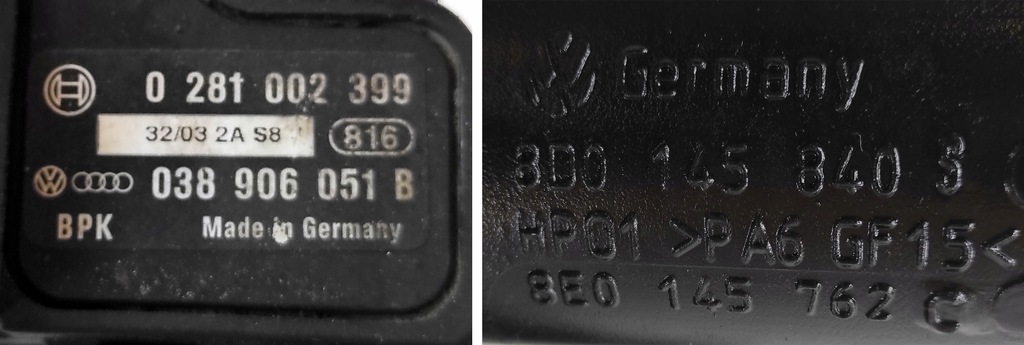 0 281 002 399
32/03 2A S8
816
038 906 051 B
BPK Made in Germany
Germany
8D0 145 840
HP01 >PA6 GF15<
8E0 145 762 C